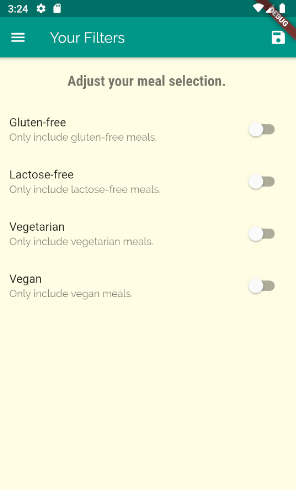 3:24
DEBUG
Your Filters
Adjust your meal selection.
Gluten-free
Only include gluten-free meals.
Lactose-free
Only include lactose-free meals.
Vegetarian
Only include vegetarian meals.
Vegan
Only include vegan meals.